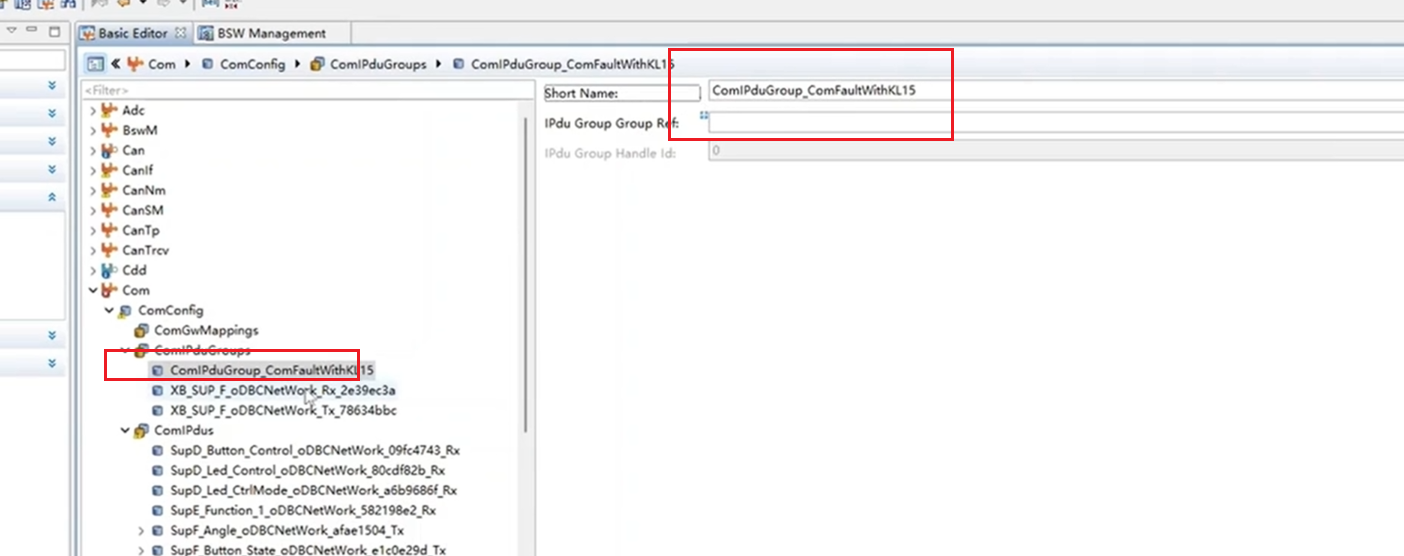 Basic Editor
BSW Management
Com
ComConfig
ComIPduGroups
ComIPduGroup_ComFaultWithKL15
<Filter>
Adc
BswM
Can
CanIf
CanNm
CanSM
CanTp
CanTrcv
Cdd
Com
ComConfig
ComGwMappings
ComIPduGroups
ComIPduGroup_ComFaultWithKL15
XB_SUP_F_oDBCNetWork_Rx_2e39ec3a
XB_SUP_F_oDBCNetWork_Tx_78634bbc
ComIPdus
SupD_Button_Control_oDBCNetWork_09fc4743_Rx
SupD_Led_Control_oDBCNetWork_80cdf82b_Rx
SupD_Led_CtrlMode_oDBCNetWork_a6b9686f_Rx
SupE_Function_1_oDBCNetWork_582198e2_Rx
SupF_Angle_oDBCNetWork_afae1504_Tx
SupF_Button_State_oDBCNetWork_e1c0e29d_Tx
Short Name:
ComIPduGroup_ComFaultWithKL15
IPdu Group Group Ref:
IPdu Group Handle Id:
0